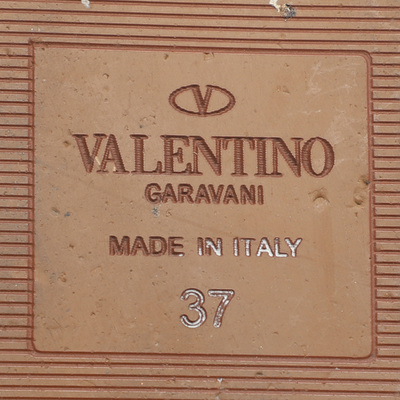 V
VALENTINO
GARAVANI
MADE IN ITALY
37